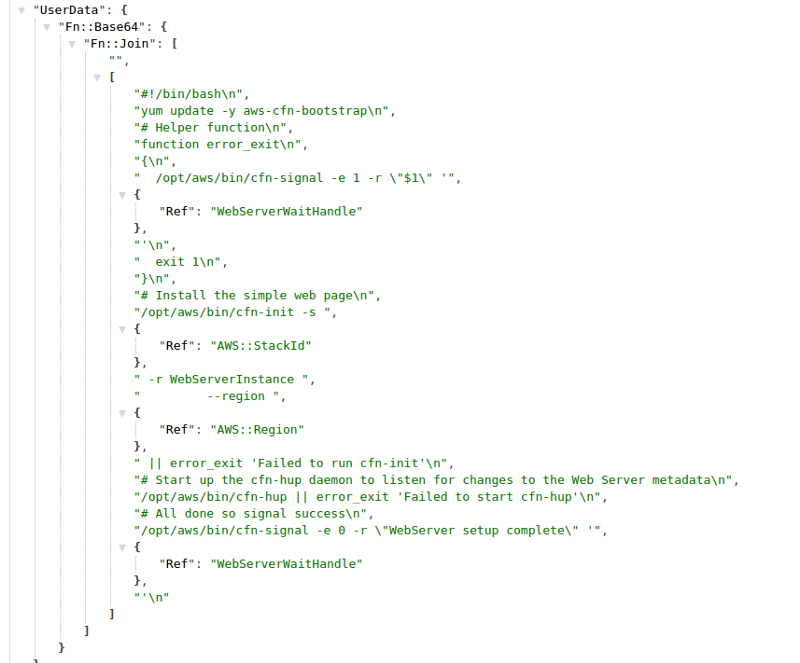 "UserData": {
"Fn::Base64": {
"Fn::Join": [
"",
[
"#!/bin/bash\n",
"yum update -y aws-cfn-bootstrap\n",
"# Helper function\n",
"function error_exit\n",
"{\n",
"  /opt/aws/bin/cfn-signal -e 1 -r \"$1\" '",
{
"Ref": "WebServerWaitHandle"
},
"'\n",
"  exit 1\n",
"}\n",
"# Install the simple web page\n",
"/opt/aws/bin/cfn-init -s ",
{
"Ref": "AWS::StackId"
},
" -r WebServerInstance ",
"         --region ",
{
"Ref": "AWS::Region"
},
" || error_exit 'Failed to run cfn-init'\n",
"# Start up the cfn-hup daemon to listen for changes to the Web Server metadata\n",
"/opt/aws/bin/cfn-hup || error_exit 'Failed to start cfn-hup'\n",
"# All done so signal success\n",
"/opt/aws/bin/cfn-signal -e 0 -r \"WebServer setup complete\" '",
{
"Ref": "WebServerWaitHandle"
},
"'\n"
]
]
}
}